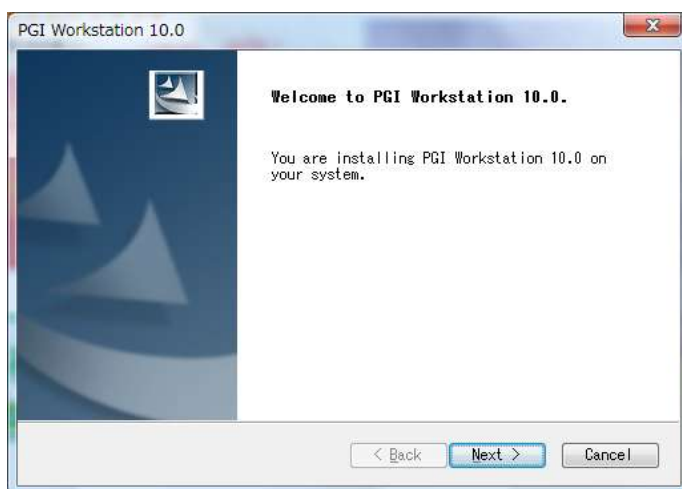 PGI Workstation 10.0
Welcome to PGI Workstation 10.0.
You are installing PGI Workstation 10.0 on
your system.
< Back
Next >
Cancel